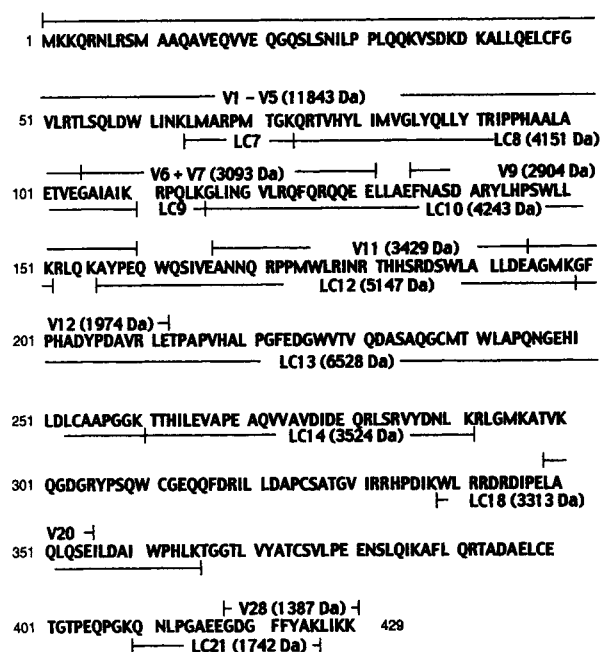 1 MKKQRNLRSM AAQAVEQVVE QGQSLSNILP PLQQKVSDKD KALLQELCFG
V1 – V5 (11843 Da)
51 VLRTLSQLDW LINKLMARPM TGKQRTVHYL IMVGLYQLLY TRIPPHAALA
LC7 LC8 (4151 Da)
V6 + V7 (3093 Da) V9 (2904 Da)
101 ETVEGAIAIK RPQLKGLING VLRQFQRQQE ELLAEFNASD ARYLHPSWLL
LC9 LC10 (4243 Da)
V11 (3429 Da)
151 KRLQKAYPEQ WQSIVEANNQ RPPMWLRINR THHSRDSWLA LLDEAGMKGF
LC12 (5147 Da)
V12 (1974 Da)
201 PHADYPDAVR LETPAPVHAL PGFEDGWVTV QDASAQGCMT WLAPQNGEHI
LC13 (6528 Da)
251 LDLCAAPGGK TTHILEVAPE AQVVAVDIDE QRLSRVYDNL KRLGMKATVK
LC14 (3524 Da)
301 QGDGRYPSQW CGEQQFDRIL LDAPCSATGV IRRHPDIKWL RRDRDIPELA
LC18 (3313 Da)
V20
351 QLQSEILDAI WPHLKTGGTL VYATCSVLPE ENSLQIKAFL QRTADAELCE
V28 (1387 Da)
401 TGTPEQPGKQ NLPGAEEGDG FFYAKLIKK 429
LC21 (1742 Da)